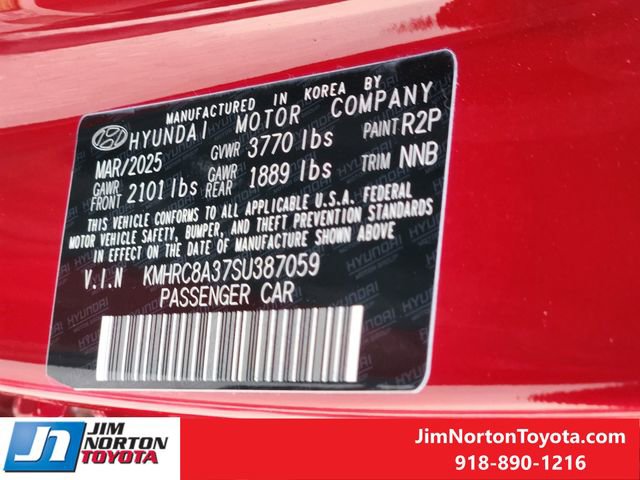 MANUFACTURED IN KOREA BY
HYUNDAI MOTOR COMPANY
MAR/2025 GVWR 3770 lbs PAINT R2P
GAWR FRONT 2101 lbs GAWR REAR 1889 lbs TRIM NNB
THIS VEHICLE CONFORMS TO ALL APPLICABLE U.S.A. FEDERAL
MOTOR VEHICLE SAFETY, BUMPER, AND THEFT PREVENTION STANDARDS
IN EFFECT ON THE DATE OF MANUFACTURE SHOWN ABOVE.
V.I.N KMHRC8A37SU387059
PASSENGER CAR
JIM NORTON TOYOTA
JimNortonToyota.com
918-890-1216